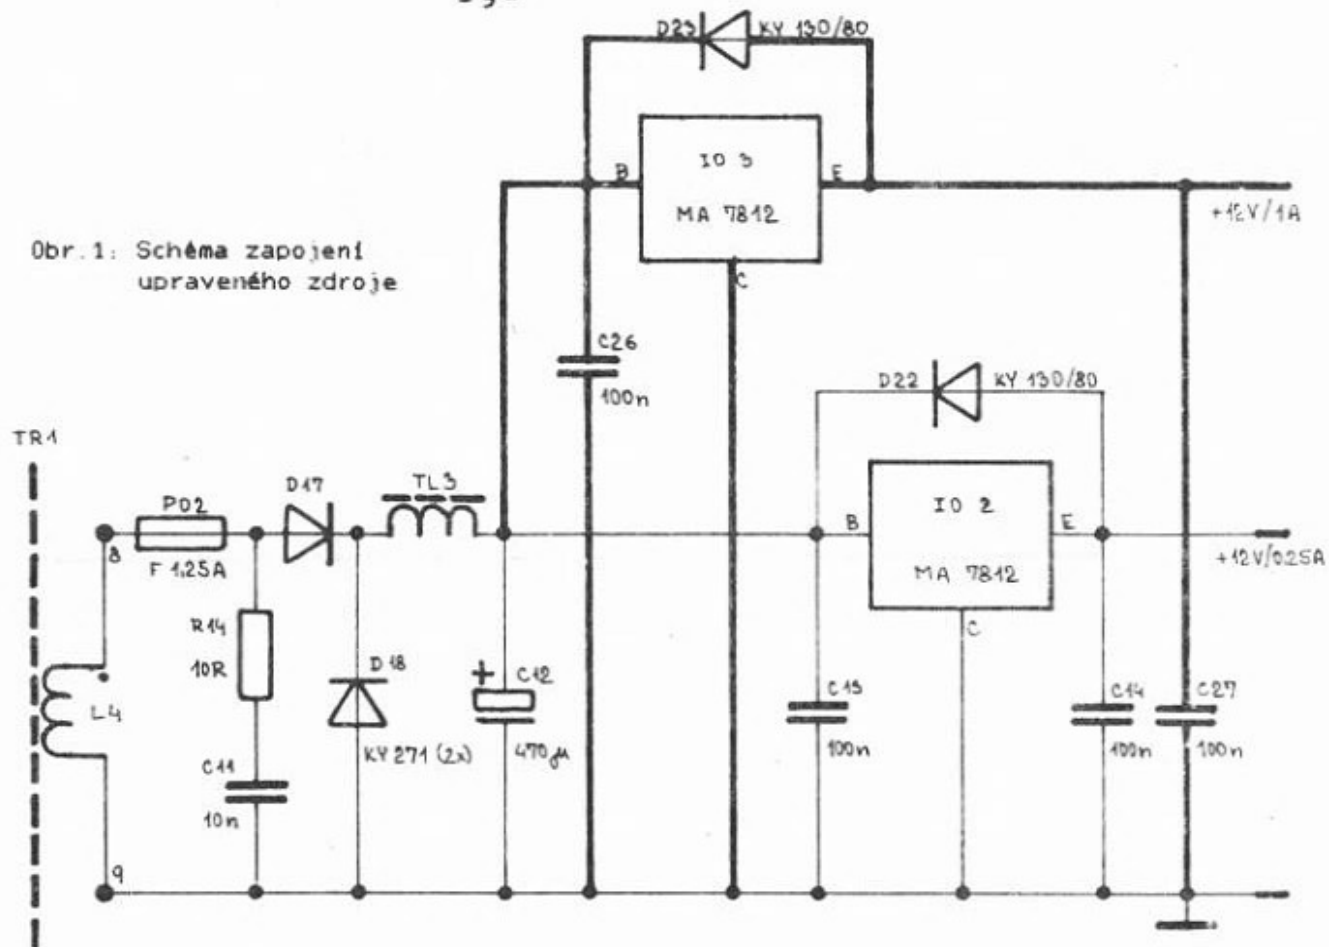 D23 KY 130/80
IO 3
B E
MA 7812
+12V/1A
Obr.1: Schéma zapojení
upraveného zdroje
C
C26
100n
D22 KY 130/80
TR1
D17 TL3
PO2
IO 2
B E
8
F 1,25A
MA 7812
+12V/0.25A
R14
C
10R
D18
C12
C13 C14 C27
L4
+
KY 271 (2x)
470µ
100n 100n 100n
C11
10n
9